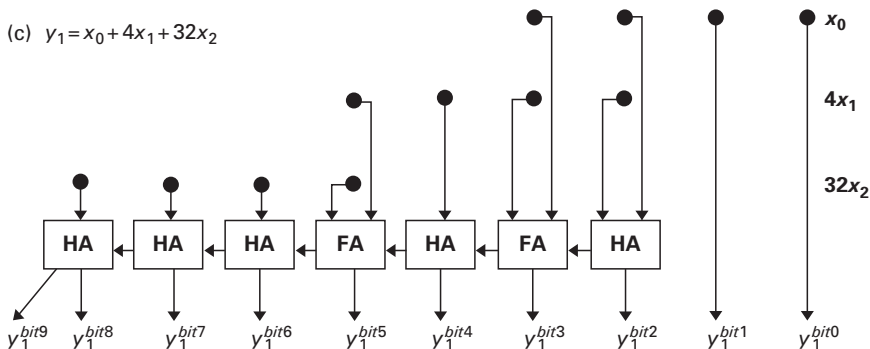 (c) y₁=x₀+4x₁+32x₂
x₀
4x₁
32x₂
HA HA HA FA HA FA HA
y₁ᵇⁱᵗ⁹ y₁ᵇⁱᵗ⁸ y₁ᵇⁱᵗ⁷ y₁ᵇⁱᵗ⁶ y₁ᵇⁱᵗ⁵ y₁ᵇⁱᵗ⁴ y₁ᵇⁱᵗ³ y₁ᵇⁱᵗ² y₁ᵇⁱᵗ¹ y₁ᵇⁱᵗ⁰